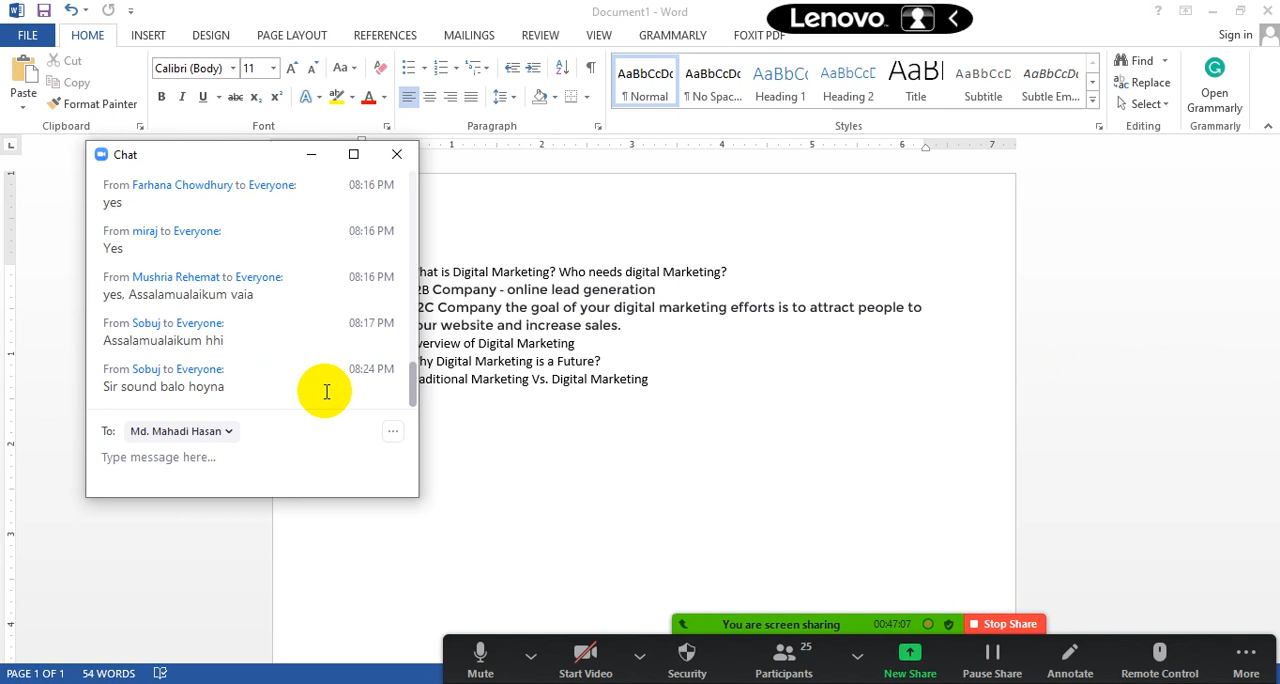 Document1 - Word
Lenovo
FILE
HOME
INSERT
DESIGN
PAGE LAYOUT
REFERENCES
MAILINGS
REVIEW
VIEW
GRAMMARLY
FOXIT PDF
Sign in
Paste
Cut
Copy
Format Painter
Clipboard
Calibri (Body)
11
Font
Paragraph
AaBbCcDc
¶ Normal
AaBbCcDc
¶ No Spac...
AaBbCc
Heading 1
AaBbCcE
Heading 2
AaBl
Title
AaBbCcD
Subtitle
AaBbCcDc
Subtle Em...
Styles
Find
Replace
Select
Editing
Open
Grammarly
Grammarly
Chat
From Farhana Chowdhury to Everyone: 08:16 PM
yes
From miraj to Everyone: 08:16 PM
Yes
From Mushria Rehemat to Everyone: 08:16 PM
yes, Assalamualaikum vaia
From Sobuj to Everyone: 08:17 PM
Assalamualaikum hhi
From Sobuj to Everyone: 08:24 PM
Sir sound balo hoyna
To: Md. Mahadi Hasan
Type message here...
hat is Digital Marketing? Who needs digital Marketing?
2B Company - online lead generation
2C Company the goal of your digital marketing efforts is to attract people to
our website and increase sales.
verview of Digital Marketing
hy Digital Marketing is a Future?
aditional Marketing Vs. Digital Marketing
You are screen sharing 00:47:07 Stop Share
Mute
Start Video
Security
Participants 25
New Share
Pause Share
Annotate
Remote Control
More
PAGE 1 OF 1 54 WORDS